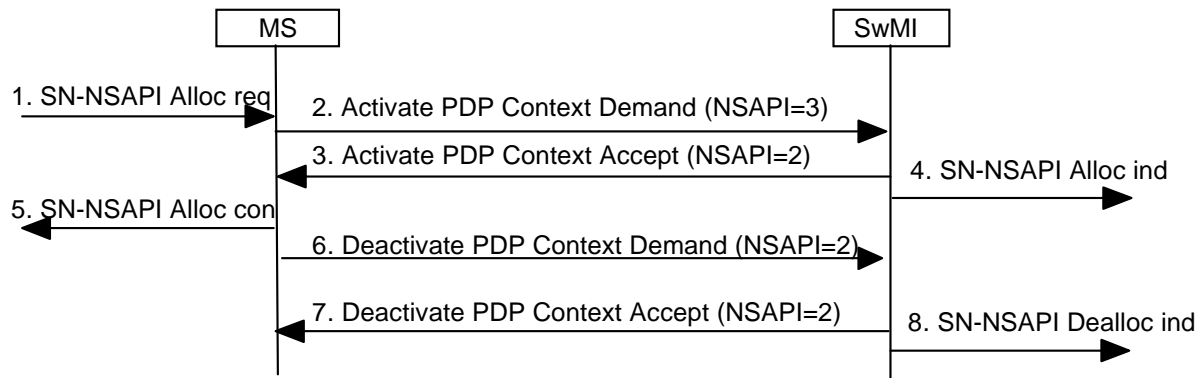 MS
SwMI
1. SN-NSAPI Alloc req
2. Activate PDP Context Demand (NSAPI=3)
3. Activate PDP Context Accept (NSAPI=2)
4. SN-NSAPI Alloc ind
5. SN-NSAPI Alloc con
6. Deactivate PDP Context Demand (NSAPI=2)
7. Deactivate PDP Context Accept (NSAPI=2)
8. SN-NSAPI Dealloc ind